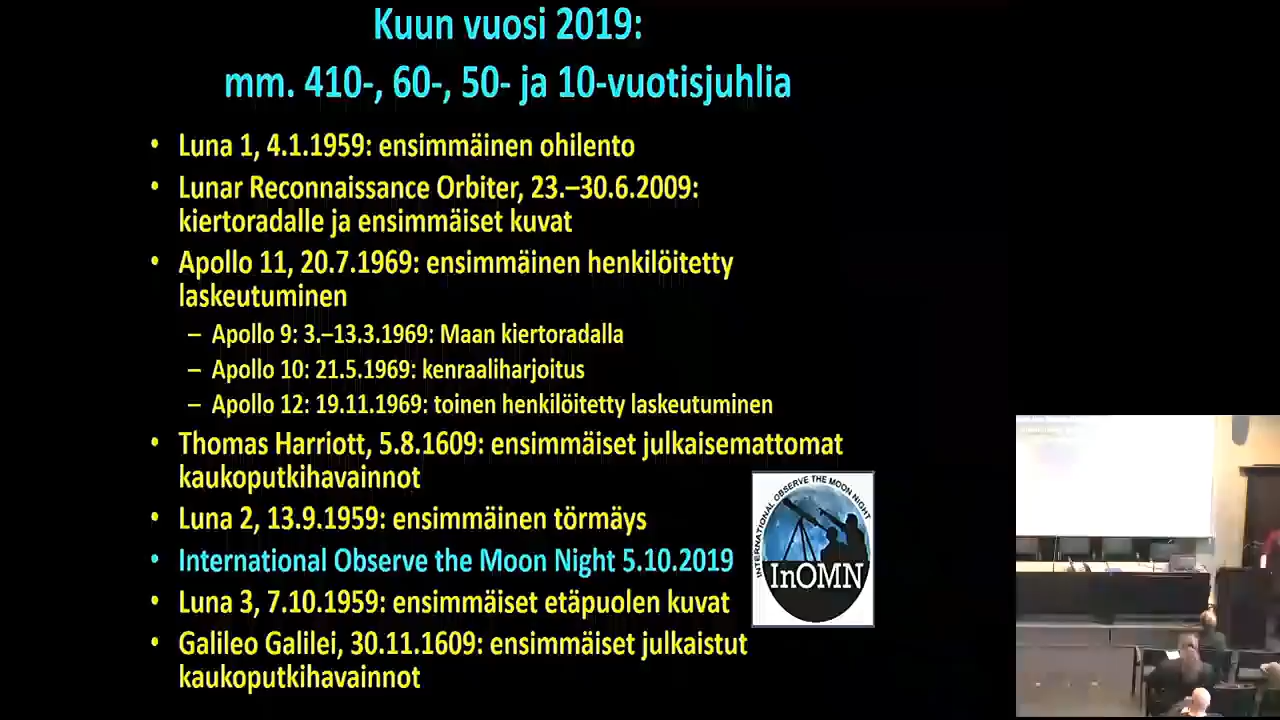 Kuun vuosi 2019:
mm. 410-, 60-, 50- ja 10-vuotisjuhlia
• Luna 1, 4.1.1959: ensimmäinen ohilento
• Lunar Reconnaissance Orbiter, 23.–30.6.2009:
kiertoradalle ja ensimmäiset kuvat
• Apollo 11, 20.7.1969: ensimmäinen henkilöitetty
laskeutuminen
– Apollo 9: 3.–13.3.1969: Maan kiertoradalla
– Apollo 10: 21.5.1969: kenraaliharjoitus
– Apollo 12: 19.11.1969: toinen henkilöitetty laskeutuminen
• Thomas Harriott, 5.8.1609: ensimmäiset julkaisemattomat
kaukoputkihavainnot
• Luna 2, 13.9.1959: ensimmäinen törmäys
• International Observe the Moon Night 5.10.2019
• Luna 3, 7.10.1959: ensimmäiset etäpuolen kuvat
• Galileo Galilei, 30.11.1609: ensimmäiset julkaistut
kaukoputkihavainnot
INTERNATIONAL OBSERVE THE MOON NIGHT
InOMN